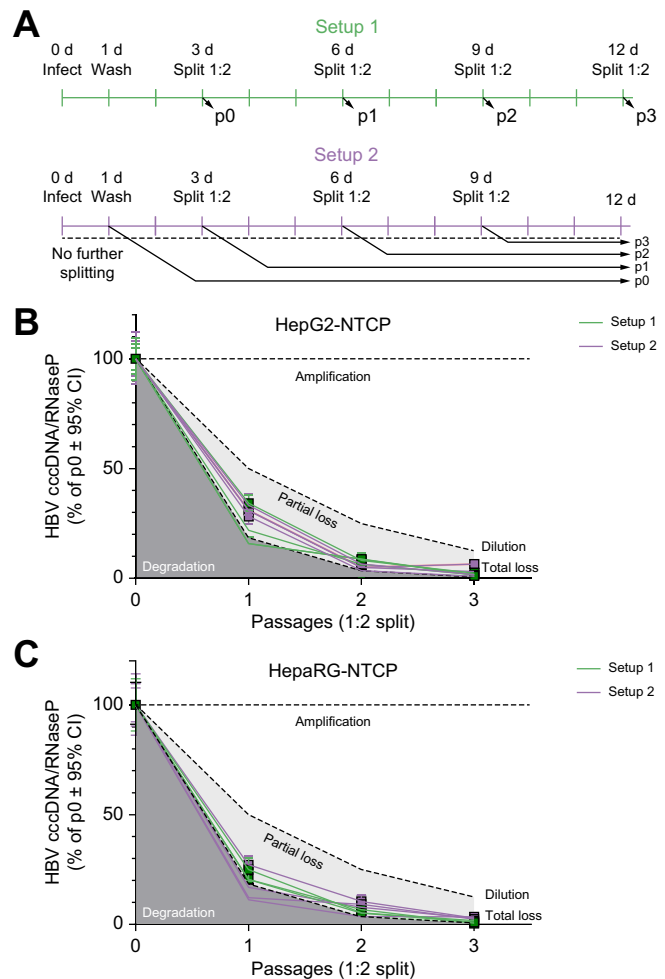 A
Setup 1
0 d 1 d 3 d 6 d 9 d 12 d
Infect Wash Split 1:2 Split 1:2 Split 1:2 Split 1:2
p0 p1 p2 p3
Setup 2
0 d 1 d 3 d 6 d 9 d
Infect Wash Split 1:2 Split 1:2 Split 1:2 12 d
No further
splitting
p3
p2
p1
p0
B
HepG2-NTCP
Setup 1
Setup 2
HBV cccDNA/RNaseP
(% of p0 ± 95% CI)
100
50
0
Amplification
Partial loss
Dilution
Total loss
Degradation
0 1 2 3
Passages (1:2 split)
C
HepaRG-NTCP
Setup 1
Setup 2
HBV cccDNA/RNaseP
(% of p0 ± 95% CI)
100
50
0
Amplification
Partial loss
Dilution
Total loss
Degradation
0 1 2 3
Passages (1:2 split)